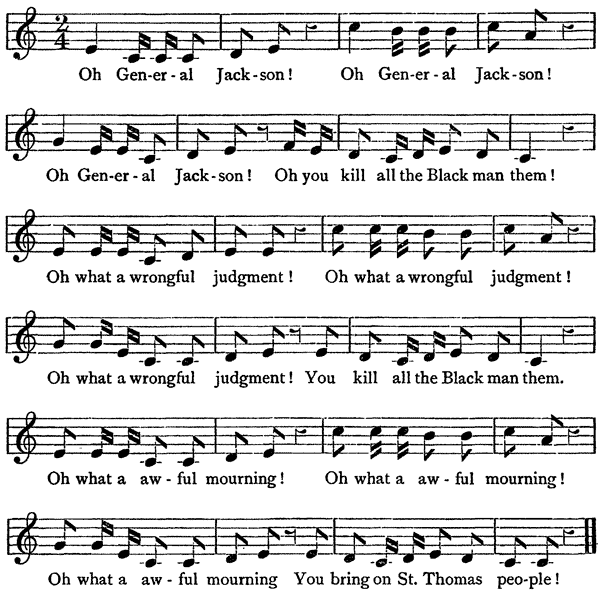 2
4
Oh Gen-er-al Jack-son! Oh Gen-er-al Jack-son!
Oh Gen-er-al Jack-son! Oh you kill all the Black man them!
Oh what a wrongful judgment! Oh what a wrongful judgment!
Oh what a wrongful judgment! You kill all the Black man them.
Oh what a aw-ful mourning! Oh what a aw-ful mourning!
Oh what a aw-ful mourning You bring on St. Thomas peo-ple!